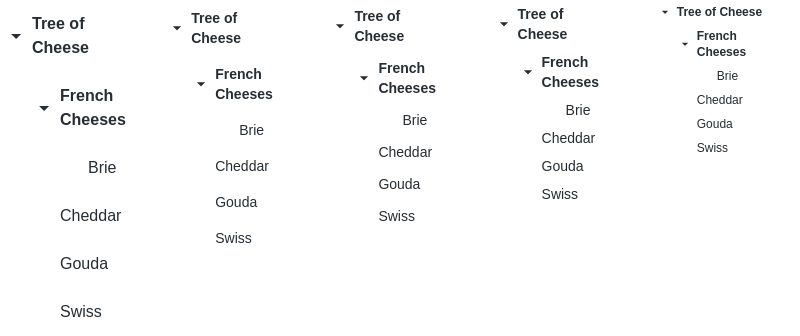 Tree of
Cheese
French
Cheeses
Brie
Cheddar
Gouda
Swiss
Tree of
Cheese
French
Cheeses
Brie
Cheddar
Gouda
Swiss
Tree of
Cheese
French
Cheeses
Brie
Cheddar
Gouda
Swiss
Tree of
Cheese
French
Cheeses
Brie
Cheddar
Gouda
Swiss
Tree of Cheese
French
Cheeses
Brie
Cheddar
Gouda
Swiss